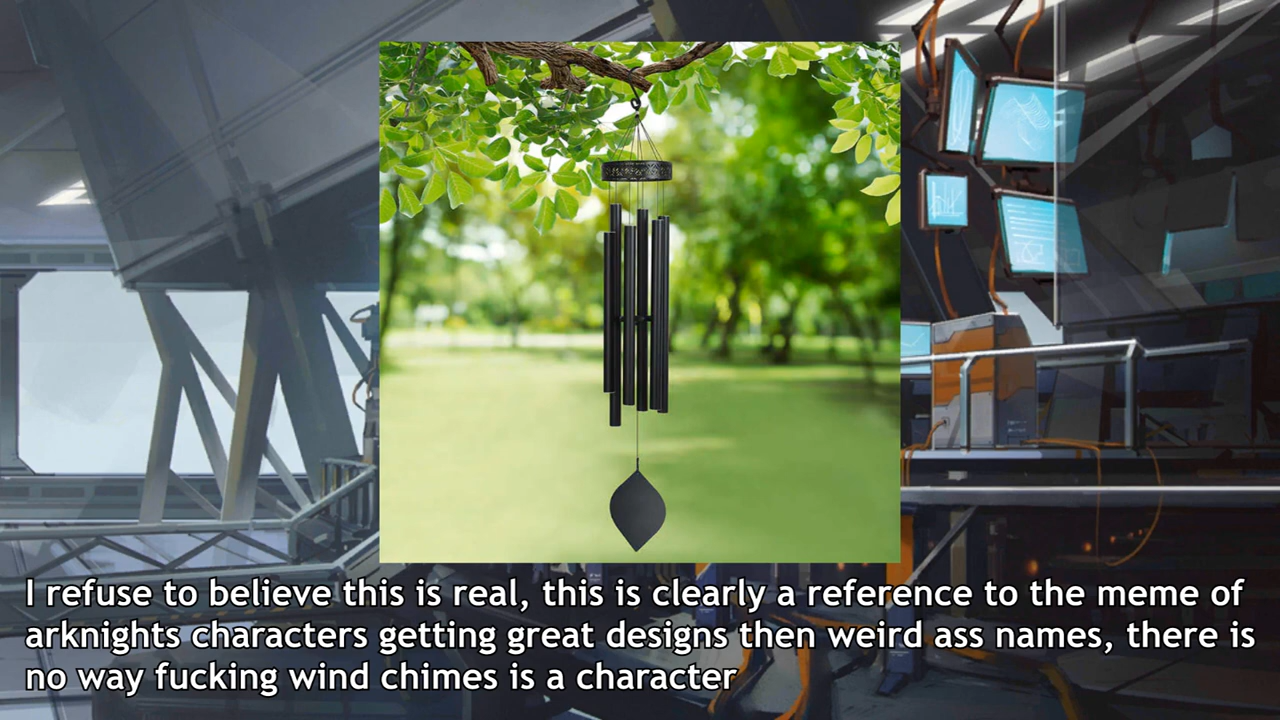 I refuse to believe this is real, this is clearly a reference to the meme of
arknights characters getting great designs then weird ass names, there is
no way fucking wind chimes is a character